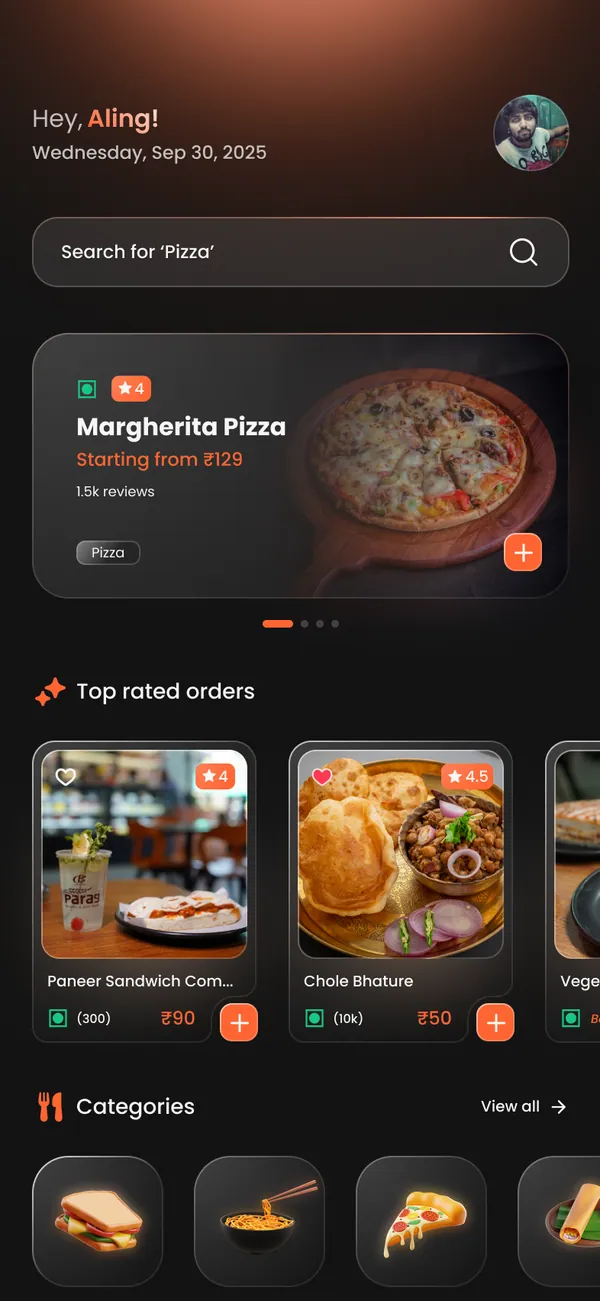 Hey, Aling!
Wednesday, Sep 30, 2025
Search for ‘Pizza’
4
Margherita Pizza
Starting from ₹129
1.5k reviews
Pizza
Top rated orders
4
4.5
Parag
Paneer Sandwich Com...
Chole Bhature
Vege
(300)
₹90
(10k)
₹50
Categories
View all